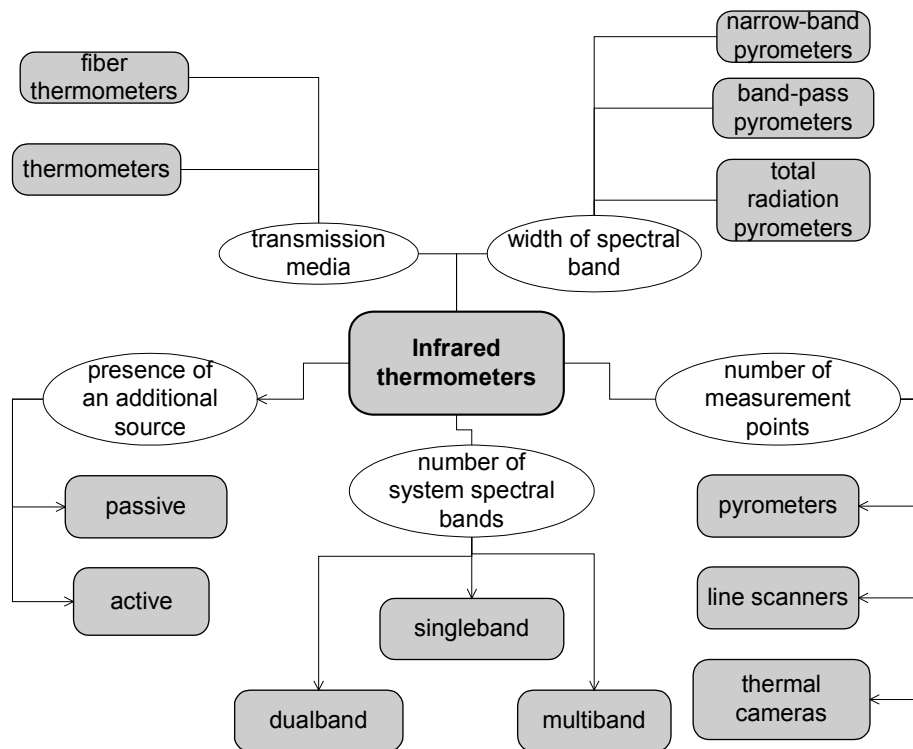 narrow-band
pyrometers
fiber
thermometers
band-pass
pyrometers
thermometers
total
radiation
pyrometers
transmission
media
width of spectral
band
Infrared
thermometers
presence of
an additional
source
number of
measurement
points
number of
system spectral
bands
passive
pyrometers
active
line scanners
singleband
thermal
cameras
dualband
multiband